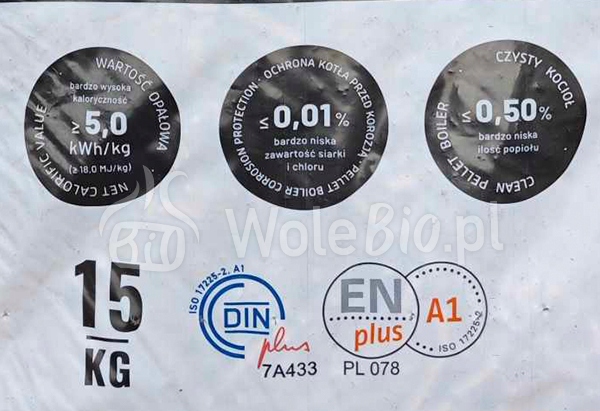 WARTOŚĆ OPAŁOWA
bardzo wysoka
kaloryczność
≥ 5,0
kWh/kg
(≥ 18,0 MJ/kg)
NET CALORIFIC VALUE
OCHRONA KOTŁA PRZED KOROZJĄ · PELLET BOILER CORROSION PROTECTION ·
≤ 0,01%
bardzo niska
zawartość siarki
i chloru
CZYSTY KOCIOŁ
≤ 0,50%
bardzo niska
ilość popiołu
CLEAN PELLET BOILER
BIO WoleBio.pl
15
KG
ISO 17225-2, A1
DIN
plus
7A433
EN
plus
PL 078
A1
ISO 17225-2